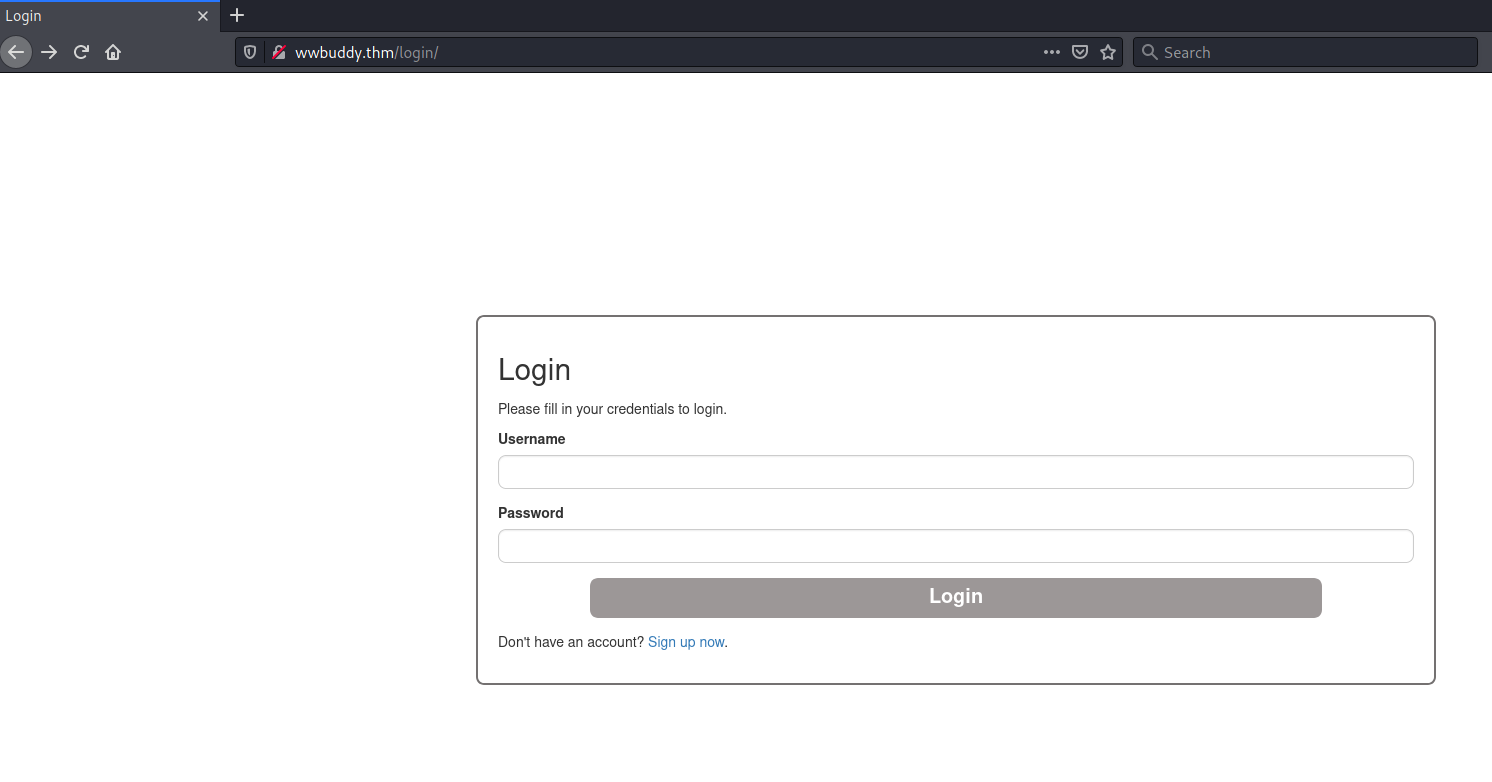 Login
wwbuddy.thm/login/
Search
Login
Please fill in your credentials to login.
Username
Password
Login
Don't have an account? Sign up now.